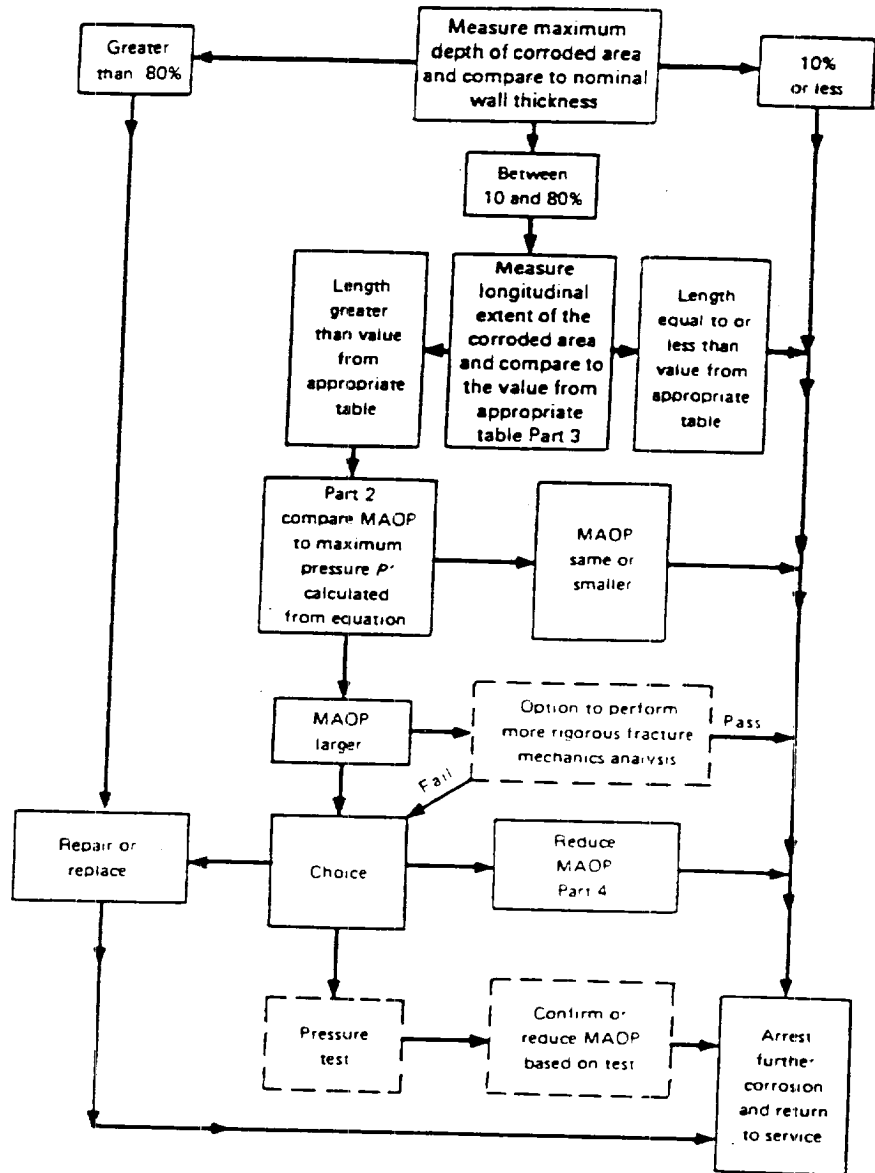 Greater
than 80%
Measure maximum
depth of corroded area
and compare to nominal
wall thickness
10%
or less
Between
10 and 80%
Length
greater
than value
from
appropriate
table
Measure
longitudinal
extent of the
corroded area
and compare to
the value from
appropriate
table Part 3
Length
equal to or
less than
value from
appropriate
table
Part 2
compare MAOP
to maximum
pressure P'
calculated
from equation
MAOP
same or
smaller
MAOP
larger
Option to perform
more rigorous fracture
mechanics analysis
Pass
Fail
Repair or
replace
Choice
Reduce
MAOP
Part 4
Pressure
test
Confirm or
reduce MAOP
based on test
Arrest
further
corrosion
and return
to service